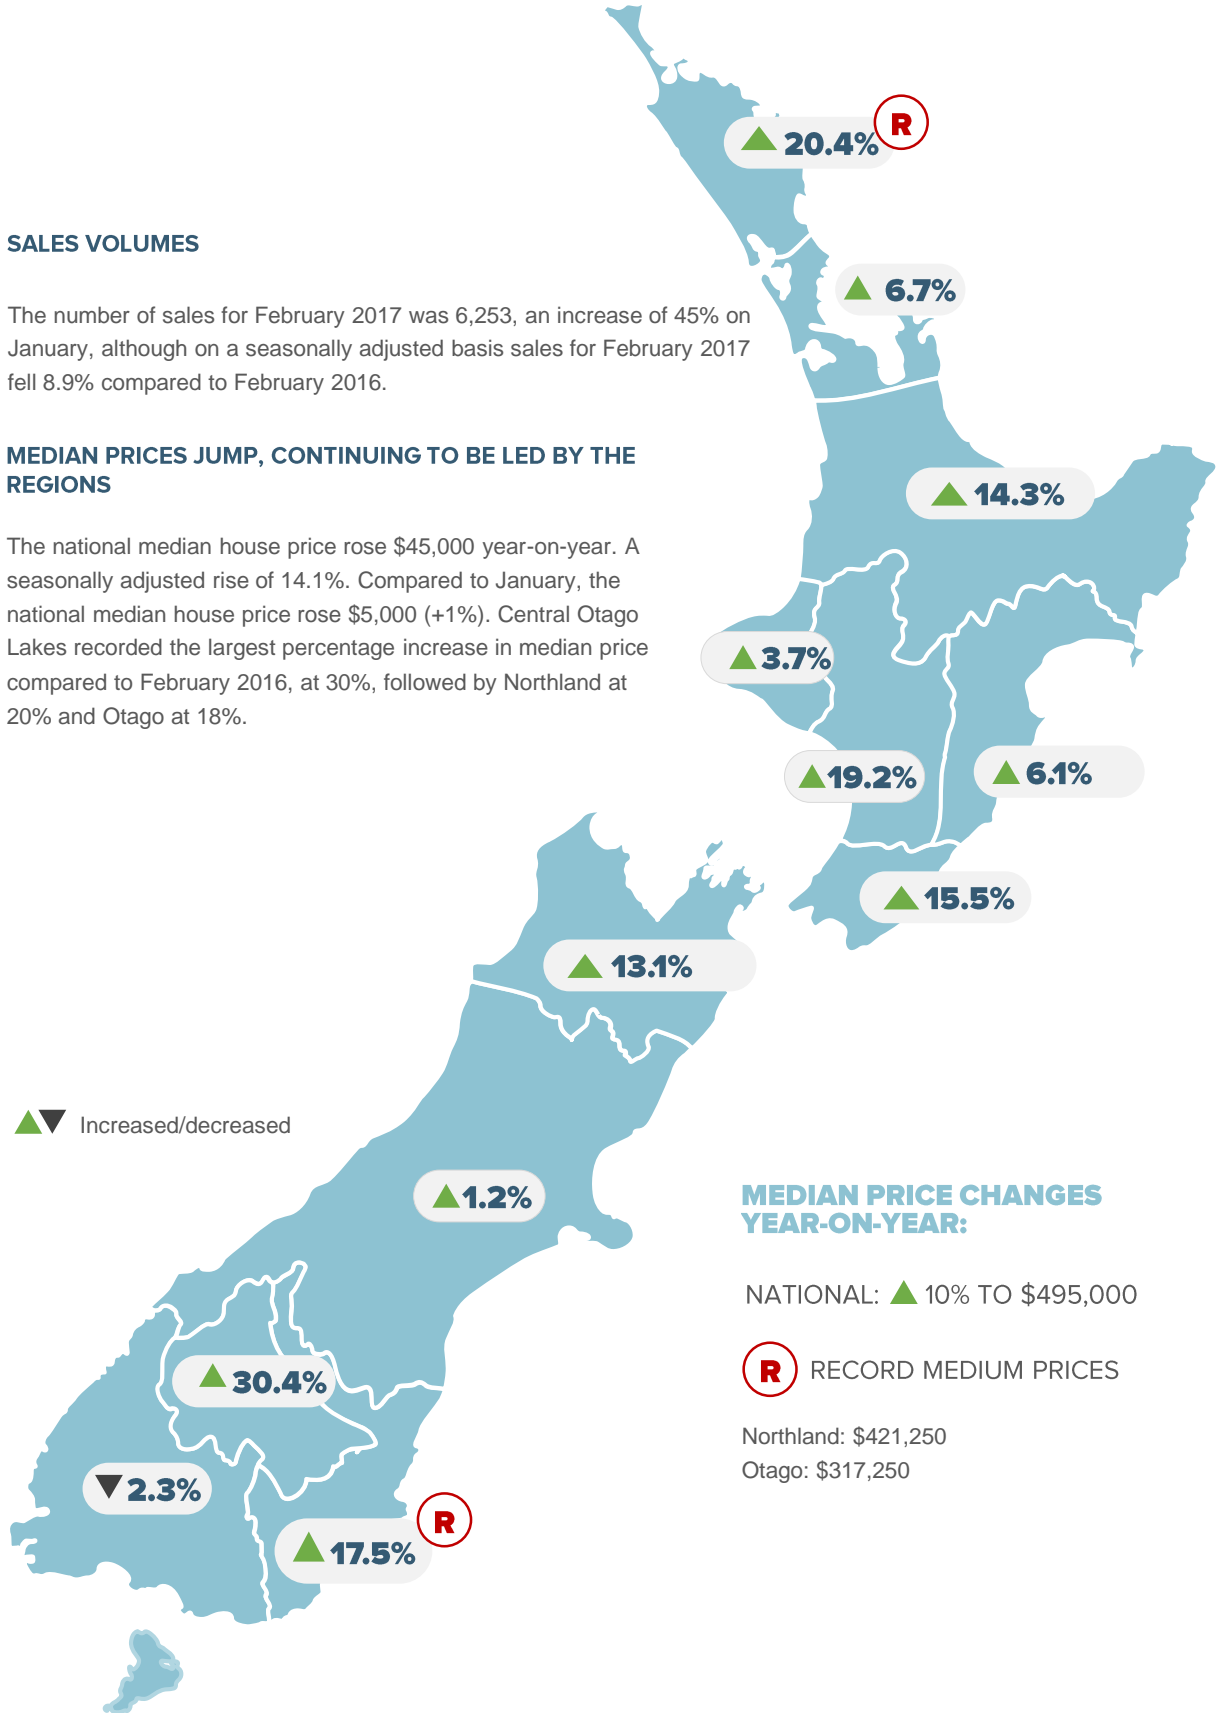 R
20.4%
SALES VOLUMES
6.7%
The number of sales for February 2017 was 6,253, an increase of 45% on
January, although on a seasonally adjusted basis sales for February 2017
fell 8.9% compared to February 2016.
MEDIAN PRICES JUMP, CONTINUING TO BE LED BY THE
REGIONS
14.3%
The national median house price rose $45,000 year-on-year. A
seasonally adjusted rise of 14.1%. Compared to January, the
national median house price rose $5,000 (+1%). Central Otago
Lakes recorded the largest percentage increase in median price
compared to February 2016, at 30%, followed by Northland at
20% and Otago at 18%.
3.7%
19.2%
6.1%
15.5%
13.1%
Increased/decreased
1.2%
MEDIAN PRICE CHANGES
YEAR-ON-YEAR:
NATIONAL: 10% TO $495,000
R RECORD MEDIUM PRICES
Northland: $421,250
Otago: $317,250
30.4%
2.3%
R
17.5%